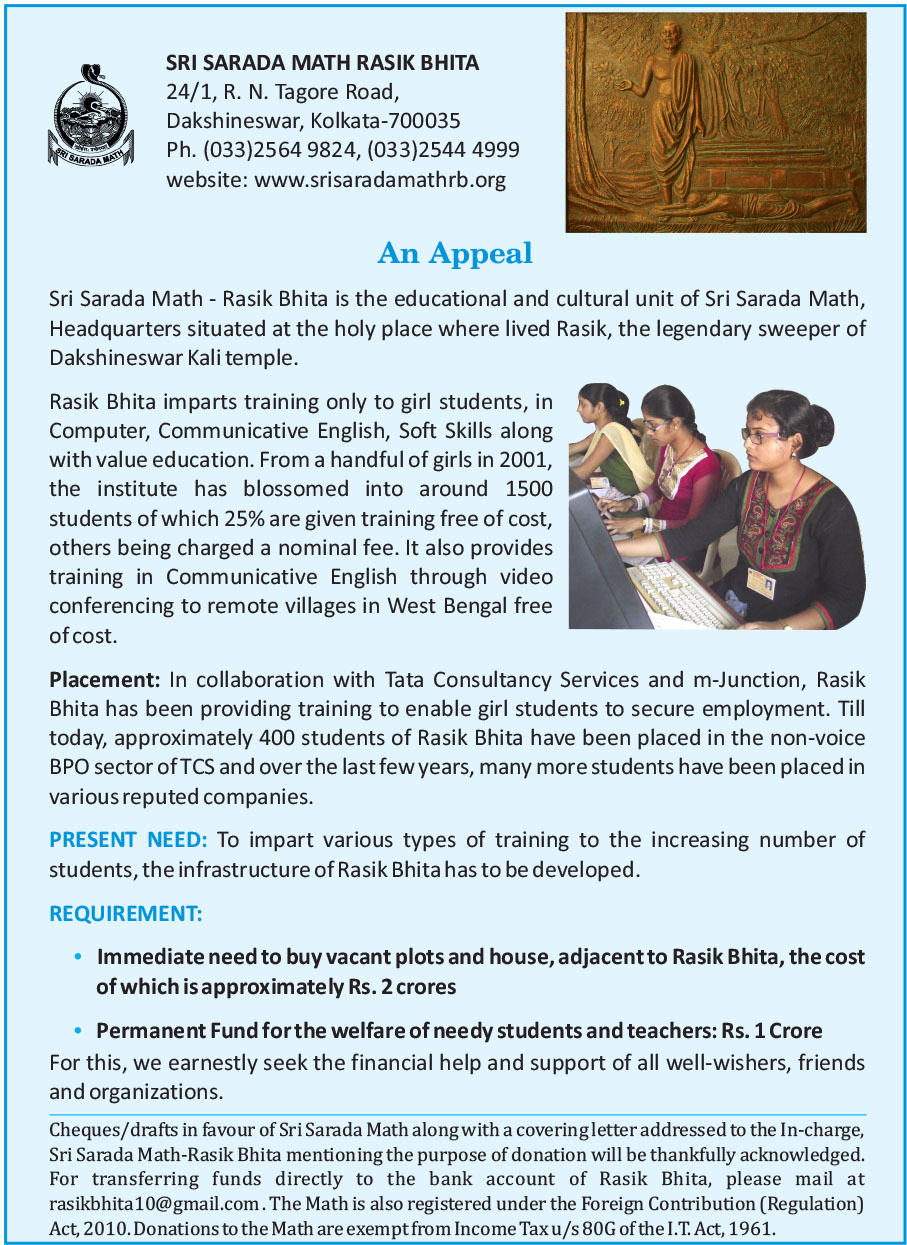 SRI SARADA MATH RASIK BHITA
24/1, R. N. Tagore Road,
Dakshineswar, Kolkata-700035
Ph. (033)2564 9824, (033)2544 4999
website: www.srisaradamathrb.org
SRI SARADA MATH
An Appeal
Sri Sarada Math - Rasik Bhita is the educational and cultural unit of Sri Sarada Math,
Headquarters situated at the holy place where lived Rasik, the legendary sweeper of
Dakshineswar Kali temple.
Rasik Bhita imparts training only to girl students, in
Computer, Communicative English, Soft Skills along
with value education. From a handful of girls in 2001,
the institute has blossomed into around 1500
students of which 25% are given training free of cost,
others being charged a nominal fee. It also provides
training in Communicative English through video
conferencing to remote villages in West Bengal free
of cost.
Placement: In collaboration with Tata Consultancy Services and m-Junction, Rasik
Bhita has been providing training to enable girl students to secure employment. Till
today, approximately 400 students of Rasik Bhita have been placed in the non-voice
BPO sector of TCS and over the last few years, many more students have been placed in
various reputed companies.
PRESENT NEED: To impart various types of training to the increasing number of
students, the infrastructure of Rasik Bhita has to be developed.
REQUIREMENT:
• Immediate need to buy vacant plots and house, adjacent to Rasik Bhita, the cost
of which is approximately Rs. 2 crores
• Permanent Fund for the welfare of needy students and teachers: Rs. 1 Crore
For this, we earnestly seek the financial help and support of all well-wishers, friends
and organizations.
Cheques/drafts in favour of Sri Sarada Math along with a covering letter addressed to the In-charge,
Sri Sarada Math-Rasik Bhita mentioning the purpose of donation will be thankfully acknowledged.
For transferring funds directly to the bank account of Rasik Bhita, please mail at
rasikbhita10@gmail.com . The Math is also registered under the Foreign Contribution (Regulation)
Act, 2010. Donations to the Math are exempt from Income Tax u/s 80G of the I.T. Act, 1961.